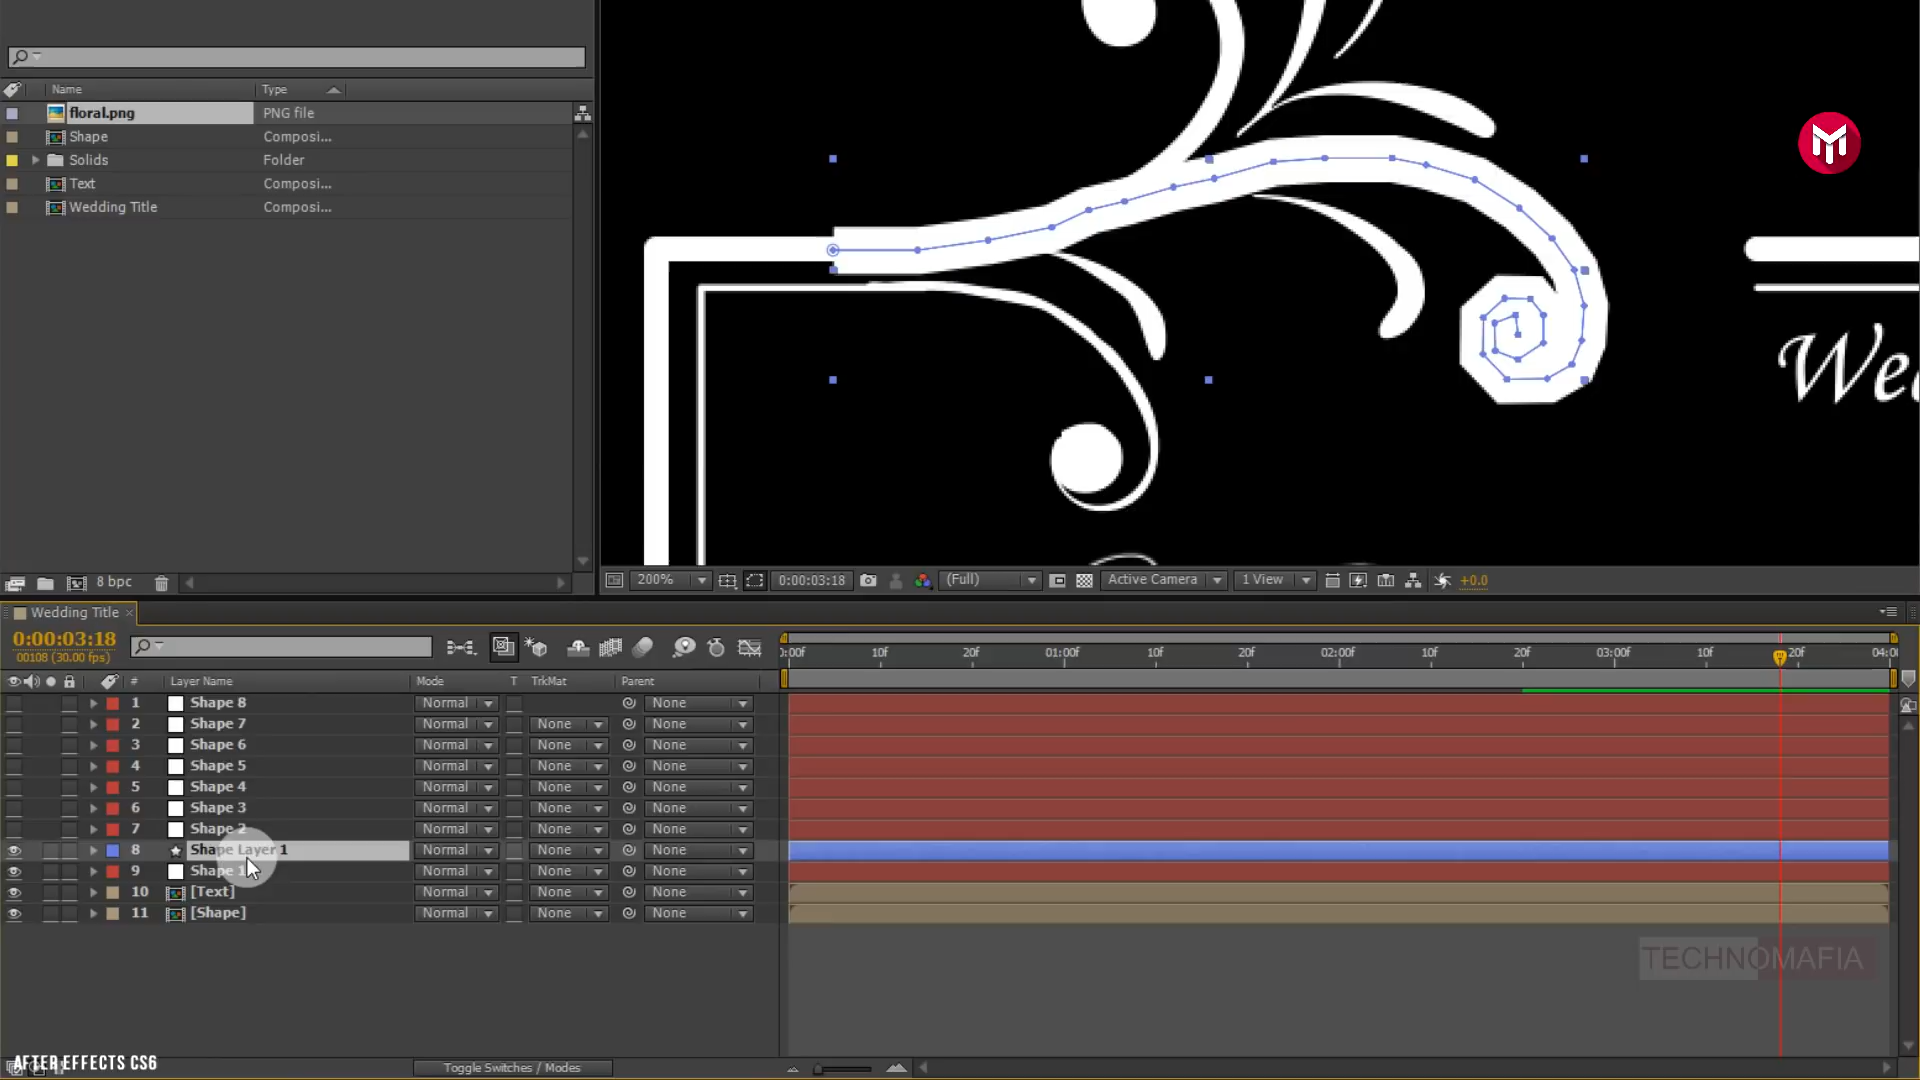 Name Type
floral.png PNG file
Shape Composi...
Solids Folder
Text Composi...
Wedding Title Composi...
8 bpc
200% 0:00:03:18 (Full) Active Camera 1 View +0.0
Wedding Title
0:00:03:18
00108 (30.00 fps)
0:00f 10f 20f 01:00f 10f 20f 02:00f 10f 20f 03:00f 10f 20f 04:00
# Layer Name Mode T TrkMat Parent
1 Shape 8 Normal None
2 Shape 7 Normal None None
3 Shape 6 Normal None None
4 Shape 5 Normal None None
5 Shape 4 Normal None None
6 Shape 3 Normal None None
7 Shape 2 Normal None None
8 Shape Layer 1 Normal None None
9 Shape 1 Normal None None
10 [Text] Normal None None
11 [Shape] Normal None None
TECHNOMAFIA
AFTER EFFECTS CS6
Toggle Switches / Modes